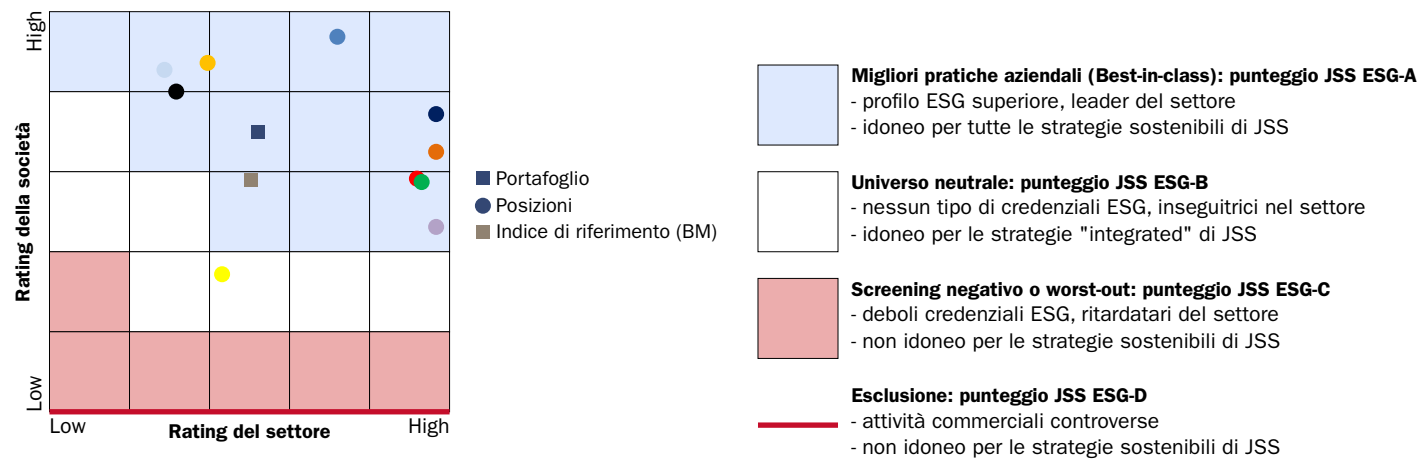 High
Rating della società
Low
Low
Rating del settore
High
Portafoglio
Posizioni
Indice di riferimento (BM)
Migliori pratiche aziendali (Best-in-class): punteggio JSS ESG-A
- profilo ESG superiore, leader del settore
- idoneo per tutte le strategie sostenibili di JSS
Universo neutrale: punteggio JSS ESG-B
- nessun tipo di credenziali ESG, inseguitrici nel settore
- idoneo per le strategie "integrated" di JSS
Screening negativo o worst-out: punteggio JSS ESG-C
- deboli credenziali ESG, ritardatari del settore
- non idoneo per le strategie sostenibili di JSS
Esclusione: punteggio JSS ESG-D
- attività commerciali controverse
- non idoneo per le strategie sostenibili di JSS